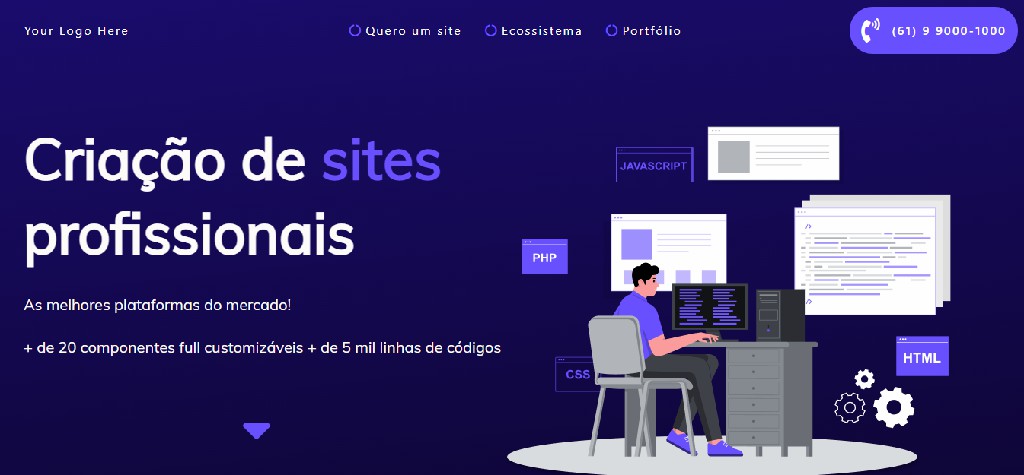 Your Logo Here
Quero um site
Ecossistema
Portfólio
(61) 9 9000-1000
Criação de sites
profissionais
As melhores plataformas do mercado!
+ de 20 componentes full customizáveis + de 5 mil linhas de códigos
JAVASCRIPT
PHP
CSS
HTML